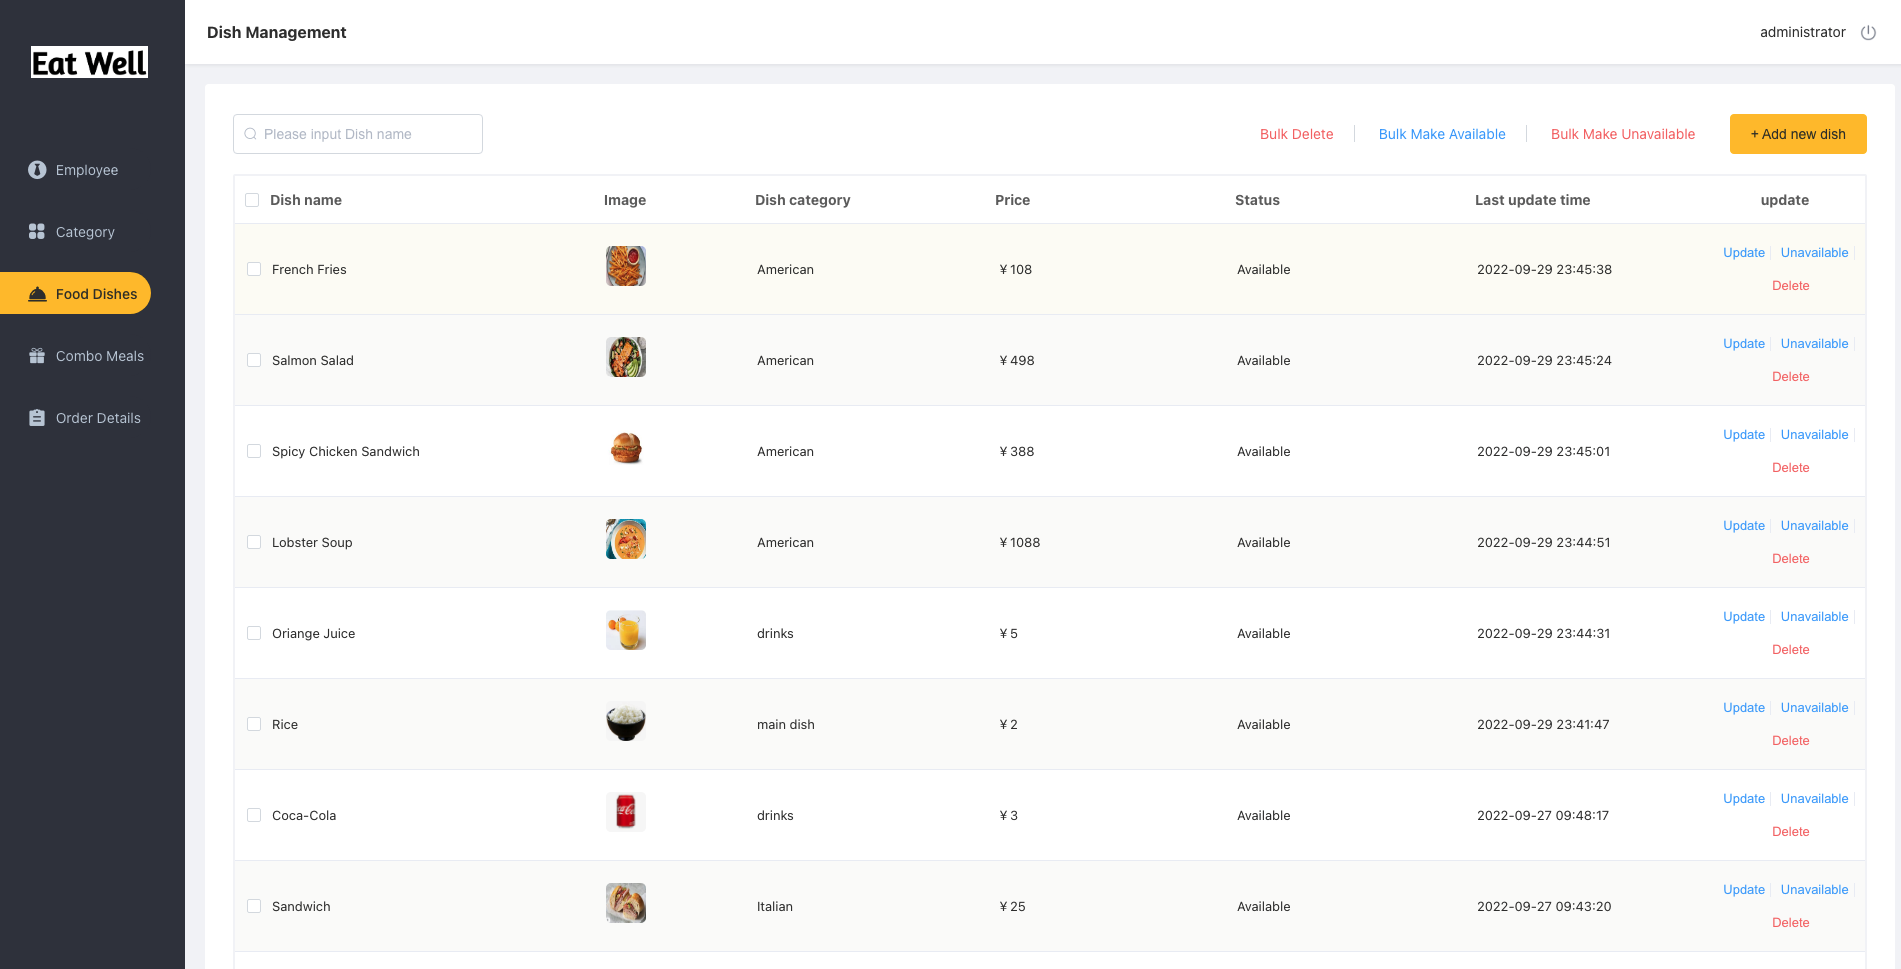 Eat Well
Dish Management
administrator
Employee
Category
Food Dishes
Combo Meals
Order Details
Please input Dish name
Bulk Delete Bulk Make Available Bulk Make Unavailable + Add new dish
Dish name Image Dish category Price Status Last update time update
French Fries American ¥ 108 Available 2022-09-29 23:45:38 Update Unavailable
Delete
Salmon Salad American ¥ 498 Available 2022-09-29 23:45:24 Update Unavailable
Delete
Spicy Chicken Sandwich American ¥ 388 Available 2022-09-29 23:45:01 Update Unavailable
Delete
Lobster Soup American ¥ 1088 Available 2022-09-29 23:44:51 Update Unavailable
Delete
Oriange Juice drinks ¥ 5 Available 2022-09-29 23:44:31 Update Unavailable
Delete
Rice main dish ¥ 2 Available 2022-09-29 23:41:47 Update Unavailable
Delete
Coca-Cola drinks ¥ 3 Available 2022-09-27 09:48:17 Update Unavailable
Delete
Sandwich Italian ¥ 25 Available 2022-09-27 09:43:20 Update Unavailable
Delete